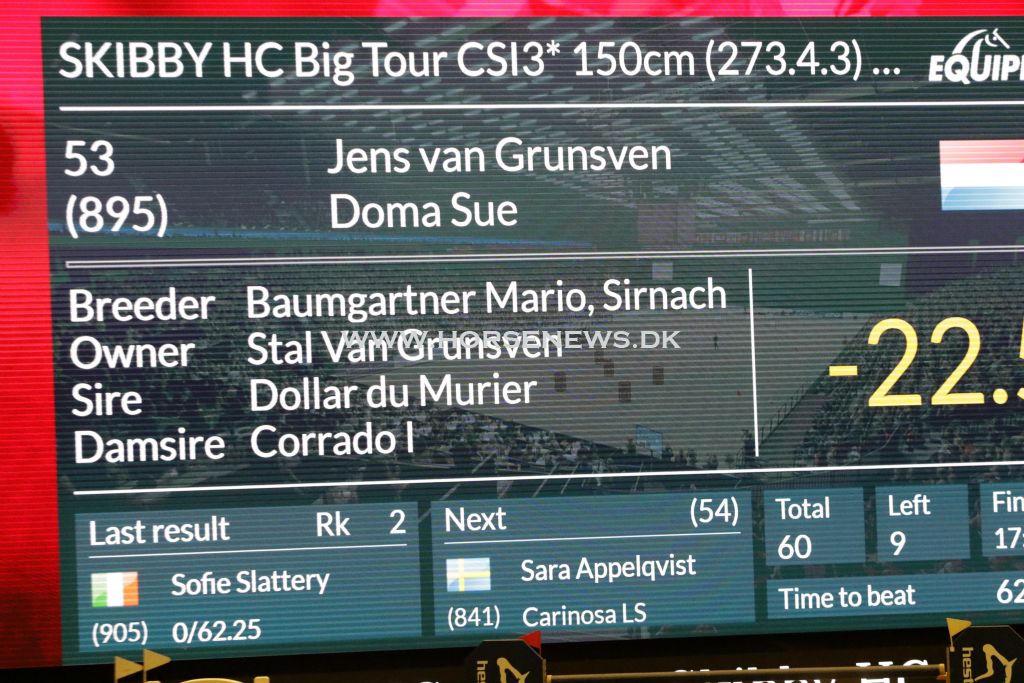 SKIBBY HC Big Tour CSI3* 150cm (273.4.3) ...
53 Jens van Grunsven
(895) Doma Sue
Breeder Baumgartner Mario, Sirnach
Owner Stal Van Grunsven
WWW.HORSENEWS.DK
Sire Dollar du Murier
Damsire Corrado I
-22.5
Last result Rk 2
Sofie Slattery
(905) 0/62.25
Next (54)
Sara Appelqvist
(841) Carinosa LS
Total
60
Left
9
Time to beat 62